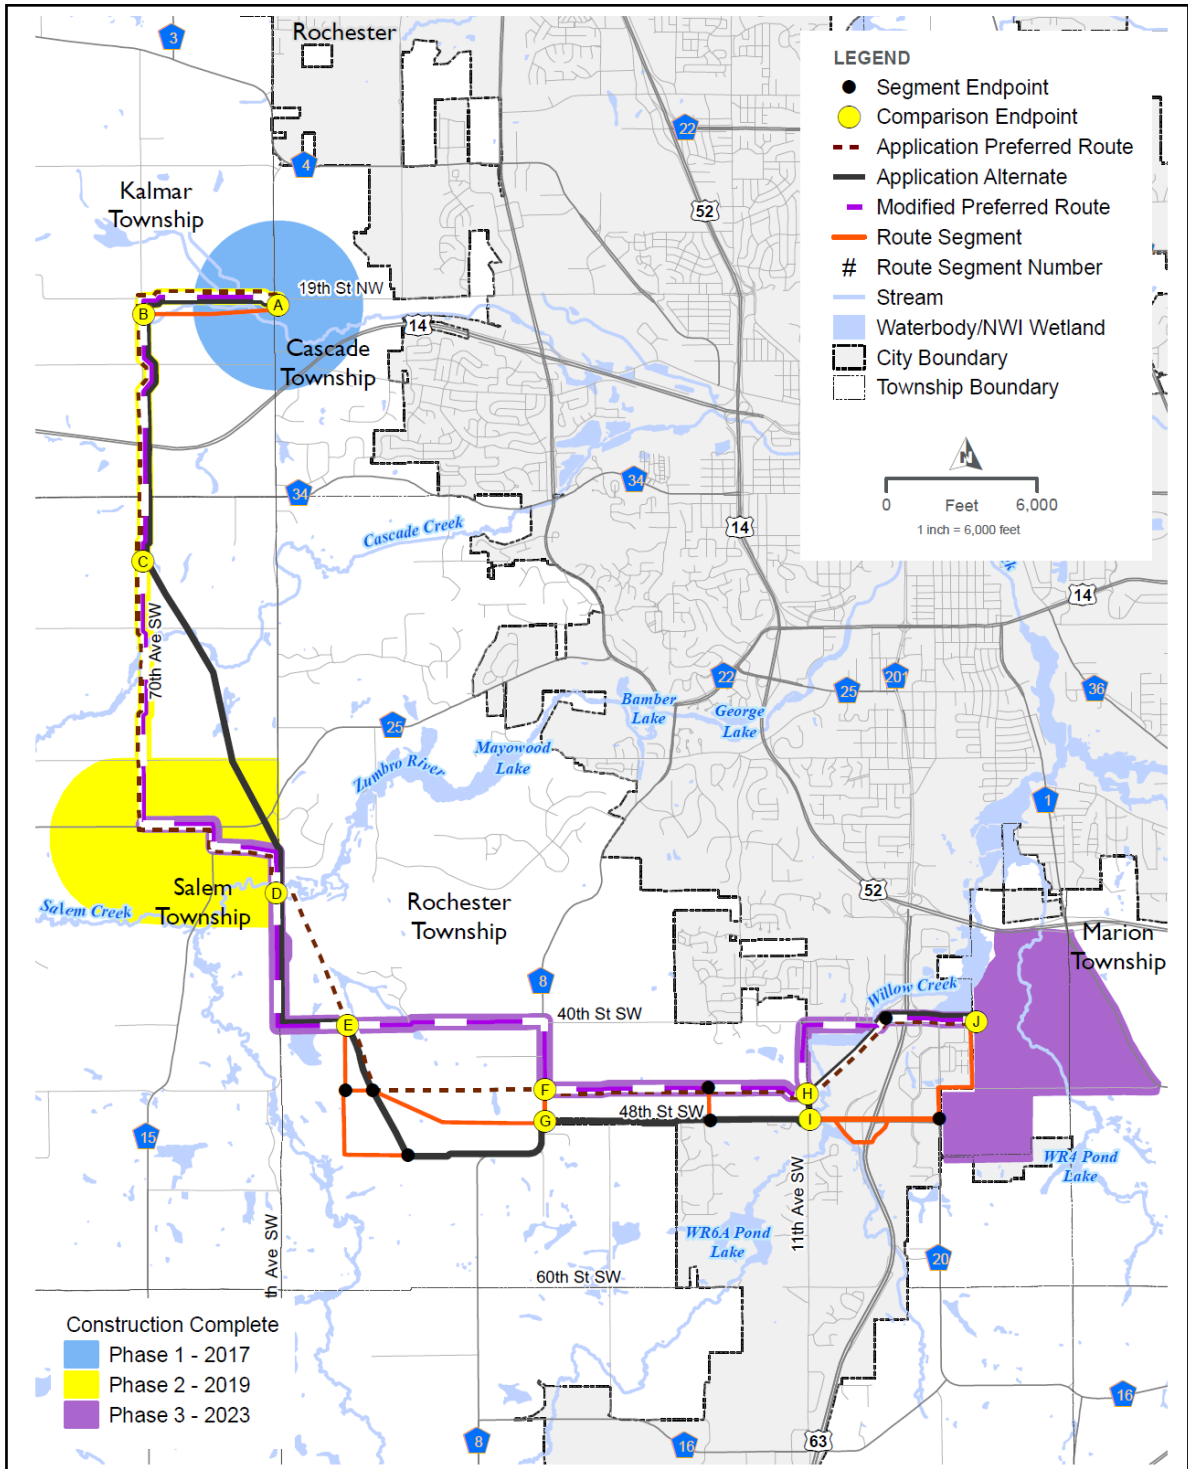 3
Rochester
LEGEND
Segment Endpoint
Comparison Endpoint
Application Preferred Route
Application Alternate
Modified Preferred Route
Route Segment
# Route Segment Number
Stream
Waterbody/NWI Wetland
City Boundary
Township Boundary
N
0 Feet 6,000
1 inch = 6,000 feet
22
4
52
Kalmar
Township
19th St NW
A
B
14
Cascade
Township
34
34
Cascade Creek
14
C
14
70th Ave SW
22
201
25
36
Bamber
Lake
George
Lake
25
Mayowood
Lake
Zumbro River
1
52
Salem
Township
D
Salem Creek
Rochester
Township
Marion
Township
8
Willow Creek
40th St SW
E
J
F
H
48th St SW
G
I
15
WR4 Pond
Lake
11th Ave SW
WR6A Pond
Lake
th Ave SW
20
60th St SW
Construction Complete
Phase 1 - 2017
Phase 2 - 2019
Phase 3 - 2023
16
8
16
63